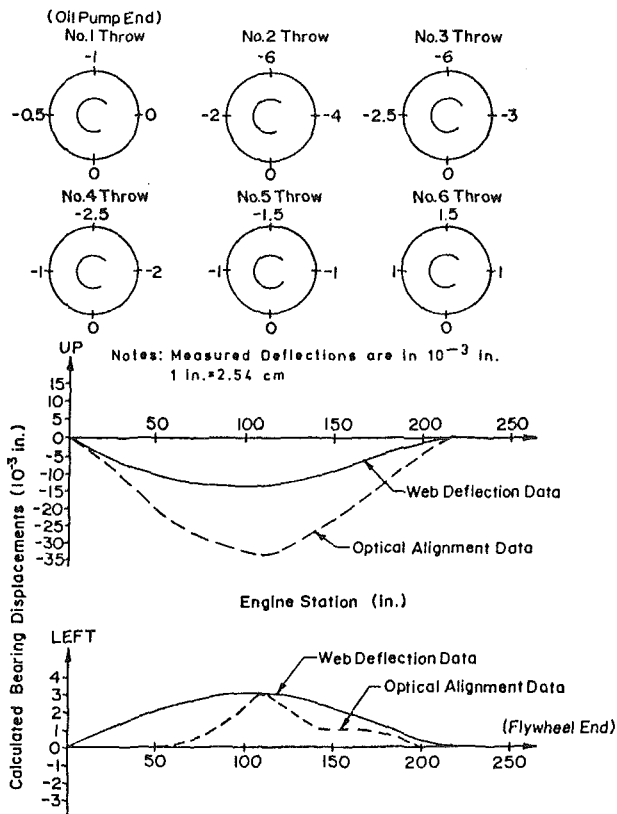 (Oil Pump End)
No.1 Throw
-1
-0.5
0
0
No.2 Throw
-6
-2
-4
0
No.3 Throw
-6
-2.5
-3
0
No.4 Throw
-2.5
-1
-2
0
No.5 Throw
-1.5
-1
-1
0
No.6 Throw
1.5
1
1
0
Notes: Measured Deflections are in 10⁻³ in.
1 in.=2.54 cm
Calculated Bearing Displacements (10⁻³ in.)
UP
15
10
5
0
-5
-10
-15
-20
-25
-30
-35
50
100
150
200
250
Web Deflection Data
Optical Alignment Data
Engine Station (in.)
LEFT
4
3
2
1
0
-1
-2
-3
50
100
150
200
250
Web Deflection Data
Optical Alignment Data
(Flywheel End)